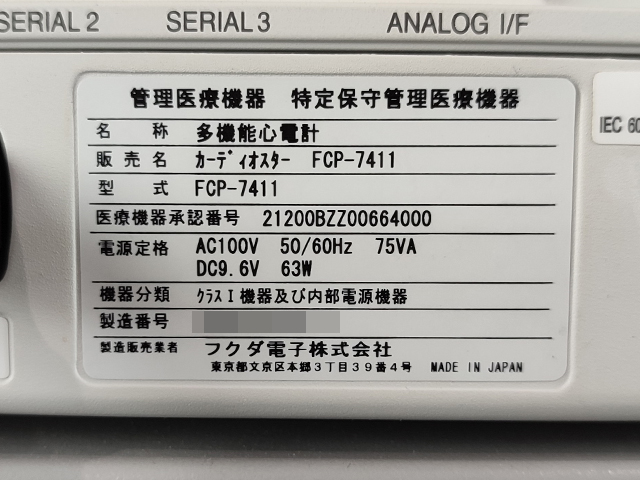 SERIAL 2 SERIAL 3 ANALOG I/F
管理医療機器 特定保守管理医療機器
名称 多機能心電計
販売名 ｶｰﾃﾞｨｵｽﾀｰ FCP-7411
型式 FCP-7411
医療機器承認番号 21200BZZ00664000
電源定格 AC100V 50/60Hz 75VA
DC9.6V 63W
機器分類 ｸﾗｽⅠ機器及び内部電源機器
製造番号
製造販売業者 フクダ電子株式会社
東京都文京区本郷3丁目39番4号 MADE IN JAPAN
IEC 60